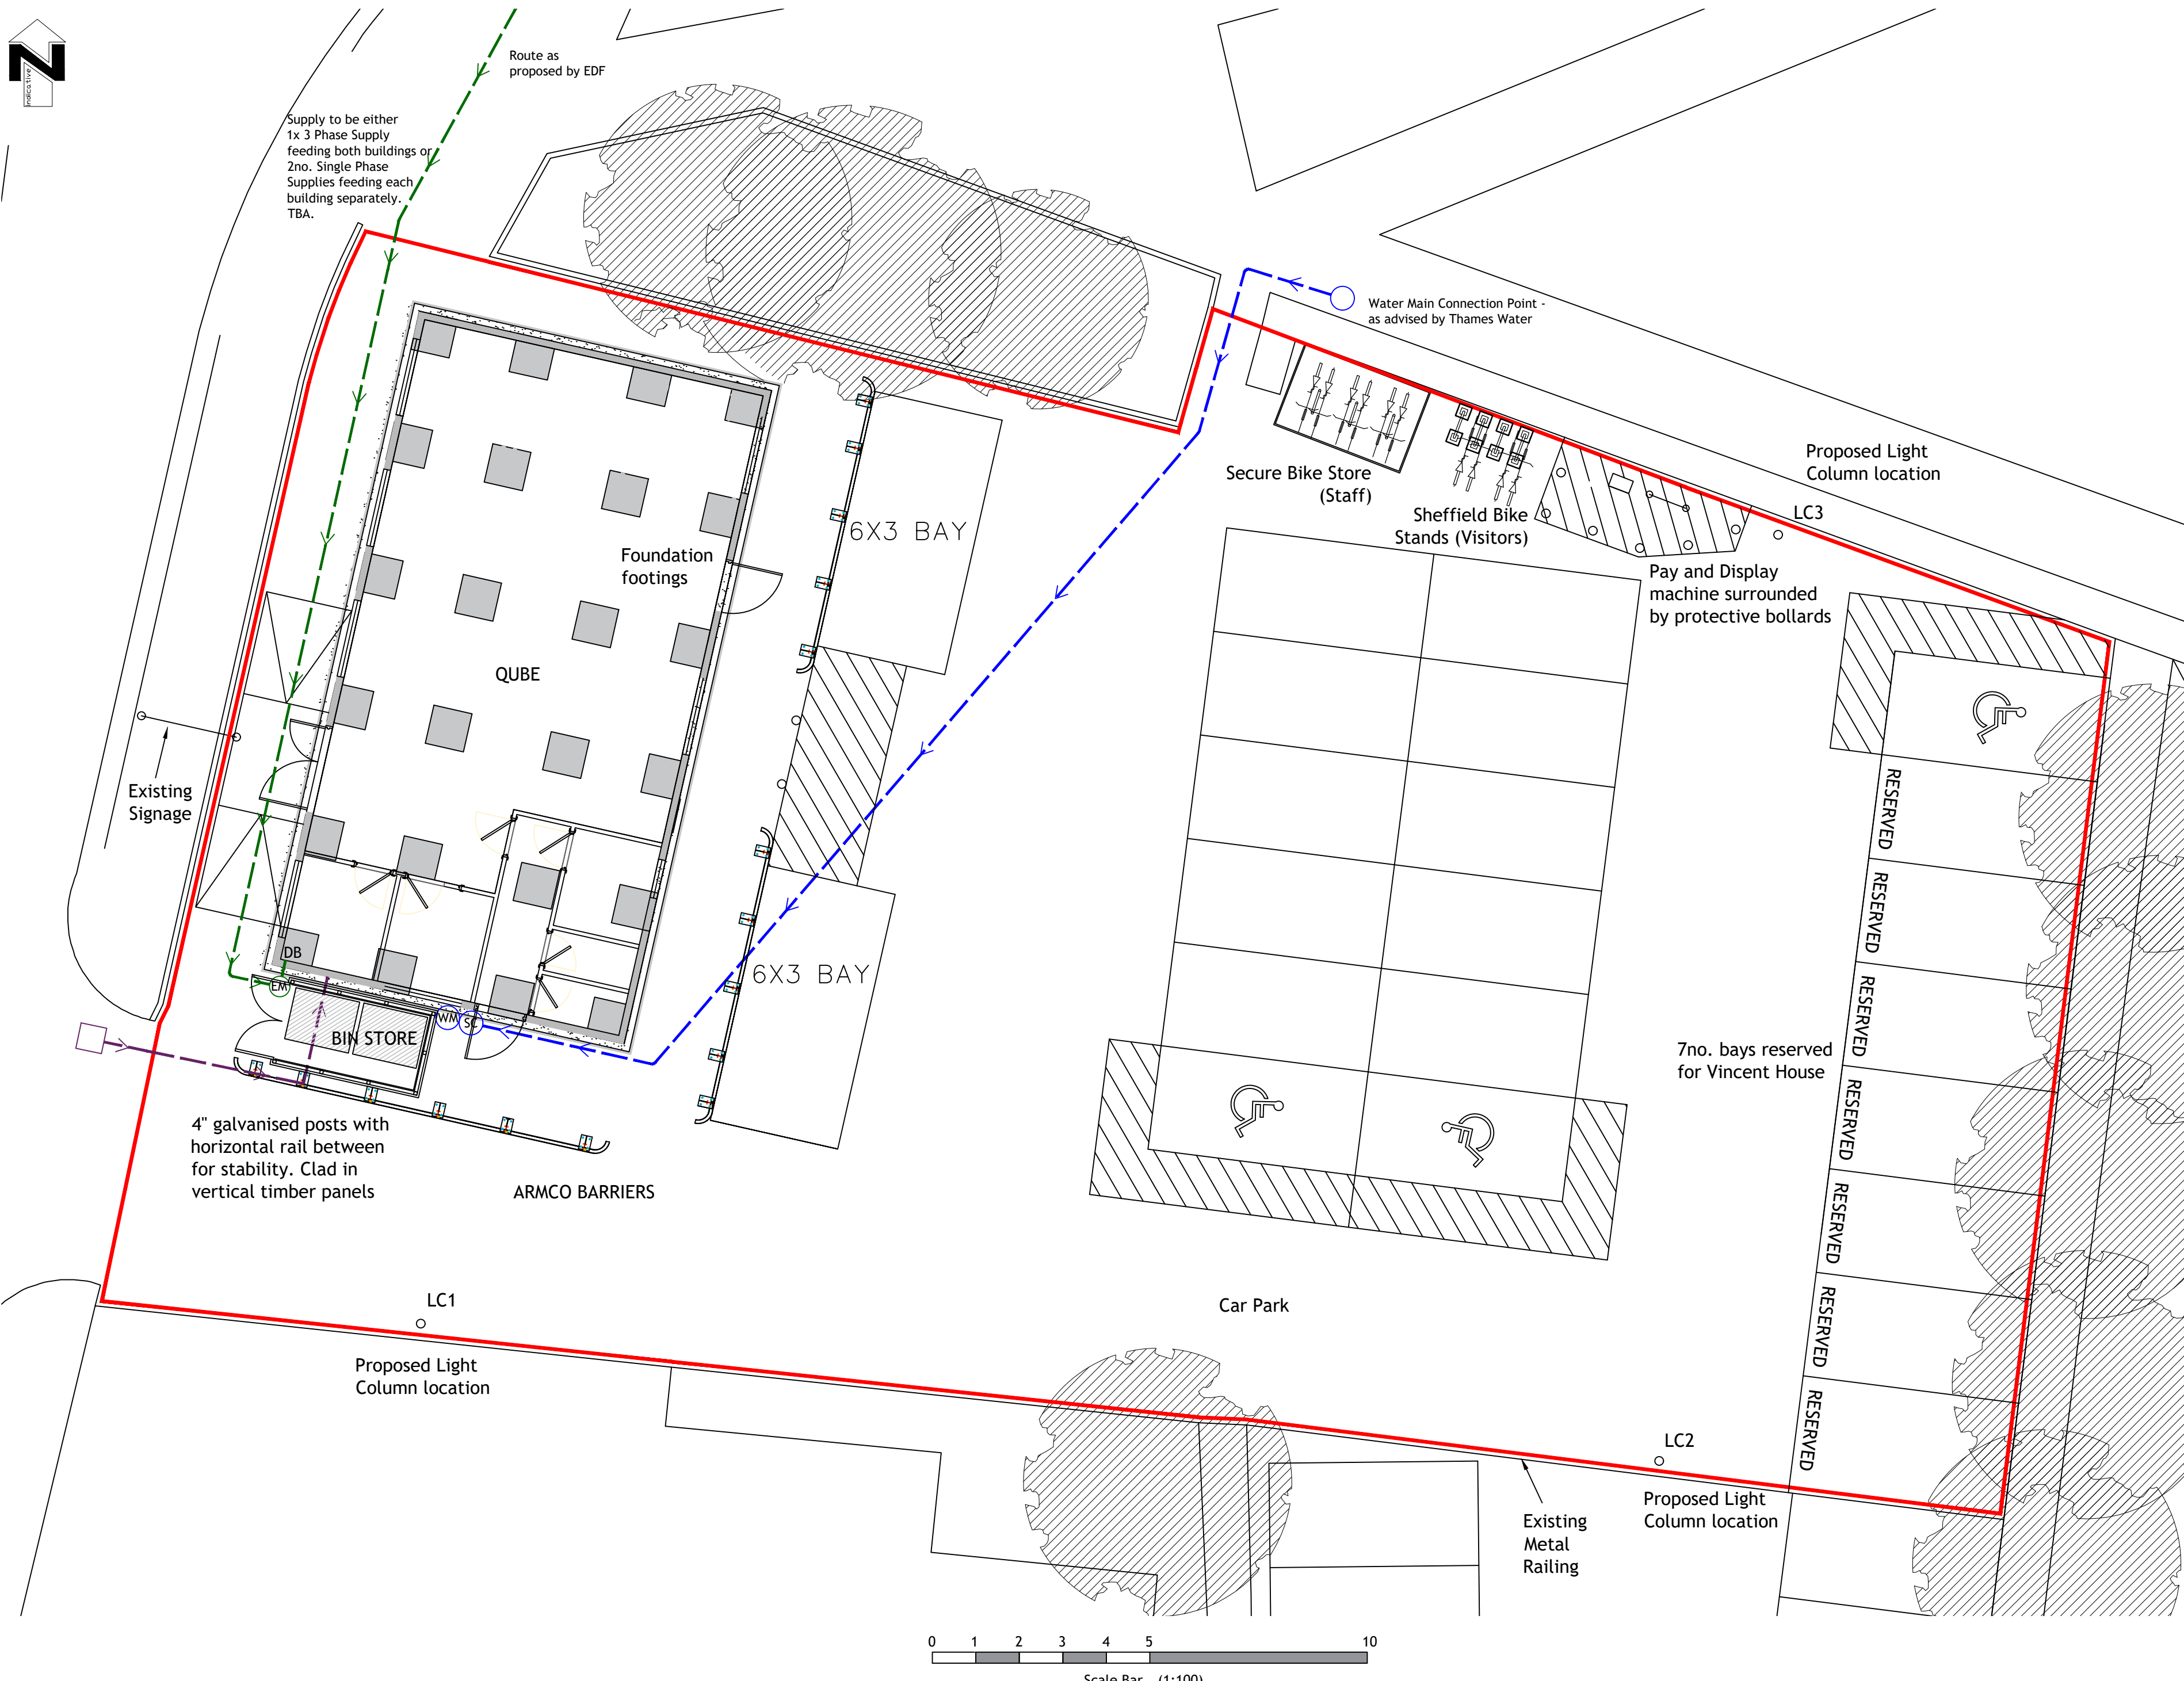 N
Indicative
Route as
proposed by EDF
Supply to be either
1x 3 Phase Supply
feeding both buildings or
2no. Single Phase
Supplies feeding each
building separately.
TBA.
Water Main Connection Point -
as advised by Thames Water
Proposed Light
Column location
LC3
Secure Bike Store
(Staff)
Sheffield Bike
Stands (Visitors)
Pay and Display
machine surrounded
by protective bollards
6X3 BAY
Foundation
footings
QUBE
Existing
Signage
RESERVED
RESERVED
RESERVED
RESERVED
RESERVED
RESERVED
RESERVED
7no. bays reserved
for Vincent House
6X3 BAY
DB
EM
WM
SC
BIN STORE
4" galvanised posts with
horizontal rail between
for stability. Clad in
vertical timber panels
ARMCO BARRIERS
LC1
Proposed Light
Column location
Car Park
LC2
Proposed Light
Column location
Existing
Metal
Railing
0 1 2 3 4 5 10
Scale Bar (1:100)